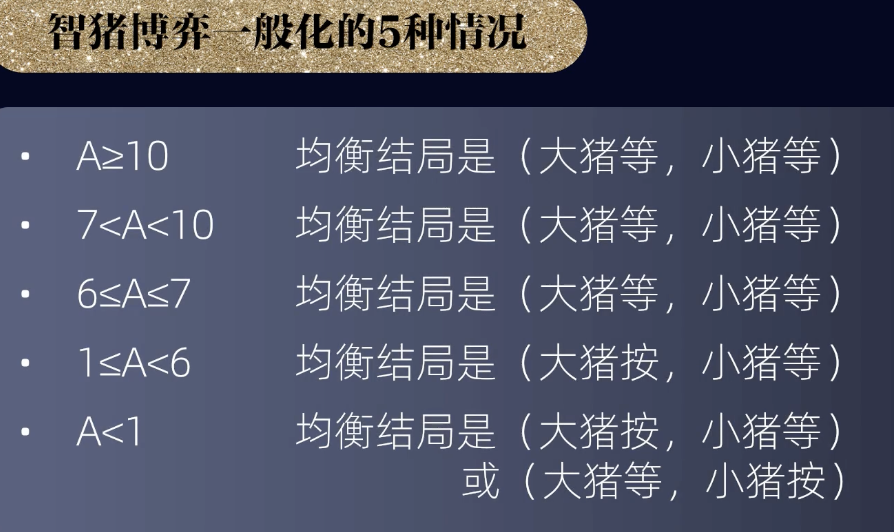 智猪博弈一般化的5种情况
• A≥10 均衡结局是（大猪等，小猪等）
• 7<A<10 均衡结局是（大猪等，小猪等）
• 6≤A≤7 均衡结局是（大猪等，小猪等）
• 1≤A<6 均衡结局是（大猪按，小猪等）
• A<1 均衡结局是（大猪按，小猪等）
或（大猪等，小猪按）